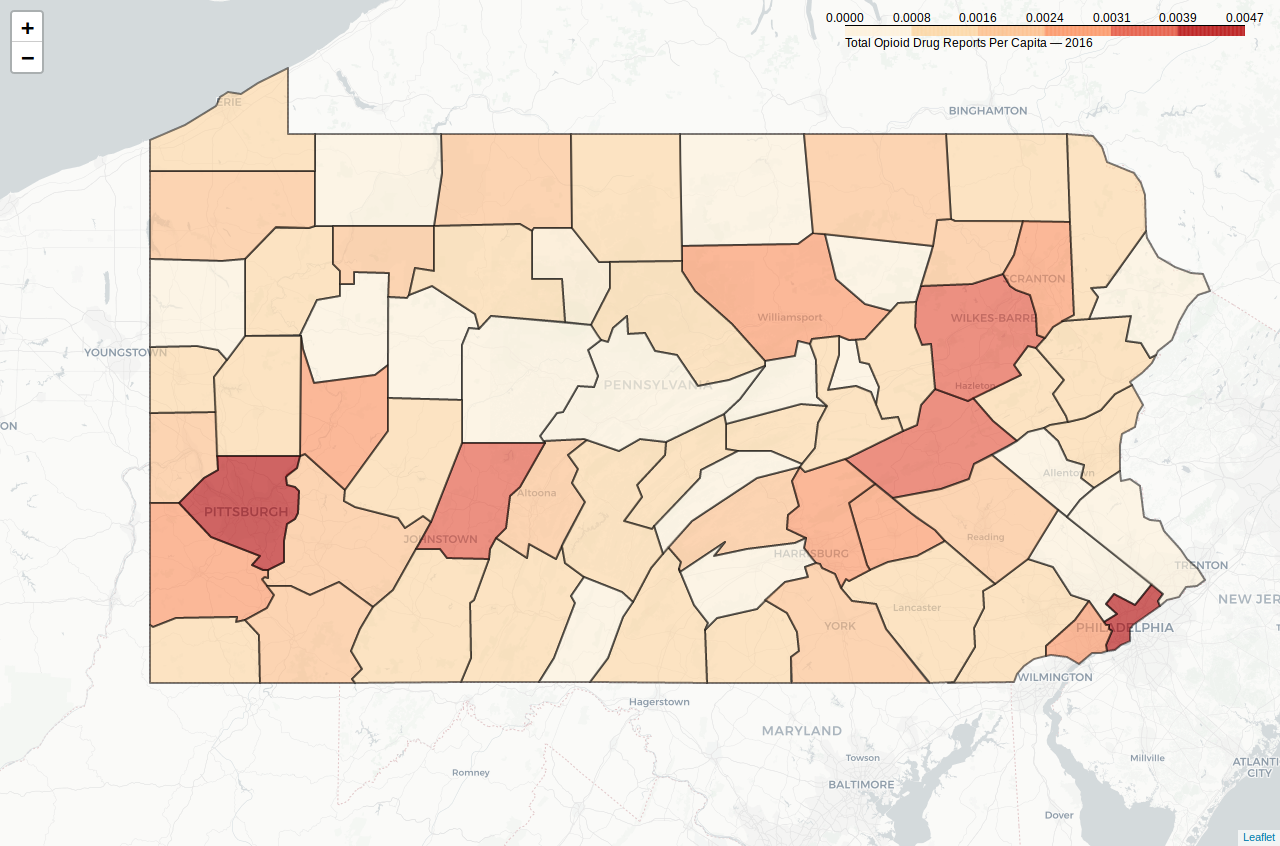 +
−
0.0000 0.0008 0.0016 0.0024 0.0031 0.0039 0.0047
Total Opioid Drug Reports Per Capita — 2016
ERIE
BINGHAMTON
SCRANTON
WILKES-BARRE
Williamsport
YOUNGSTOWN
PENNSYLVANIA
Hazleton
ON
Allentown
Altoona
PITTSBURGH
JOHNSTOWN
HARRISBURG
Reading
TRENTON
NEW JER
Lancaster
YORK
PHILADELPHIA
T
WILMINGTON
Hagerstown
MARYLAND
Towson
Millville
ATLANTI
CITY
Romney
BALTIMORE
Dover
Leaflet